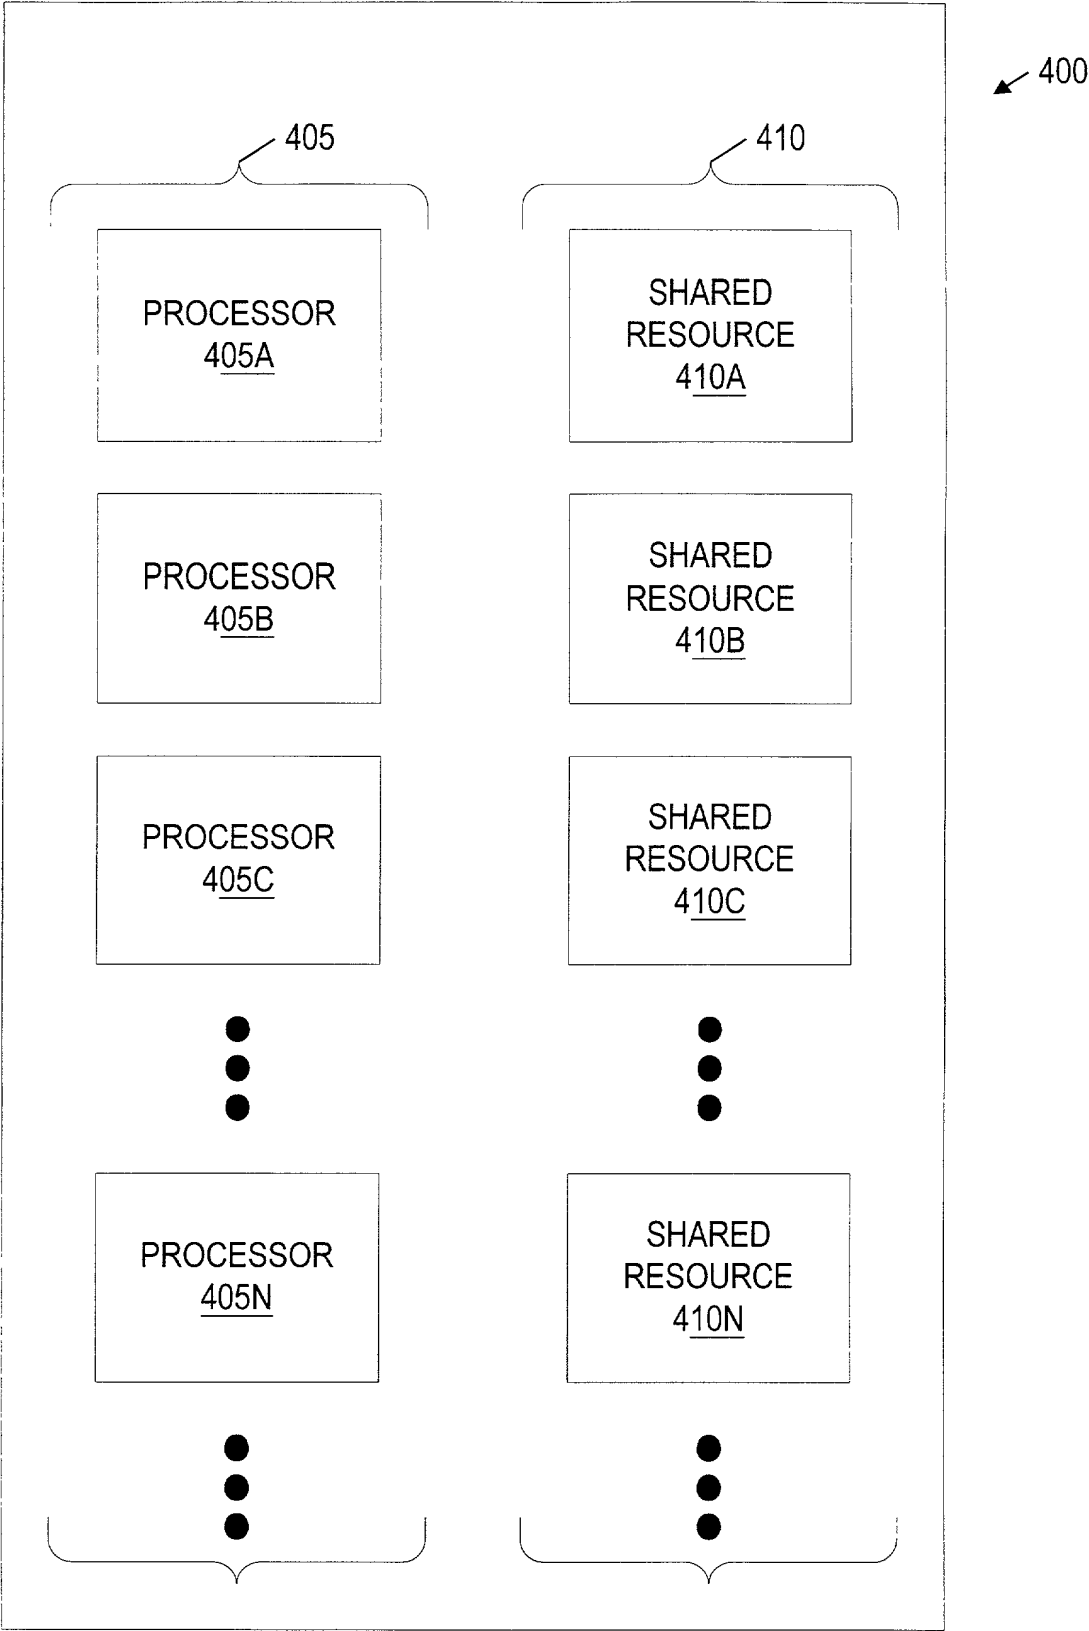 400
405
410
PROCESSOR
405A
SHARED
RESOURCE
410A
PROCESSOR
405B
SHARED
RESOURCE
410B
PROCESSOR
405C
SHARED
RESOURCE
410C
PROCESSOR
405N
SHARED
RESOURCE
410N